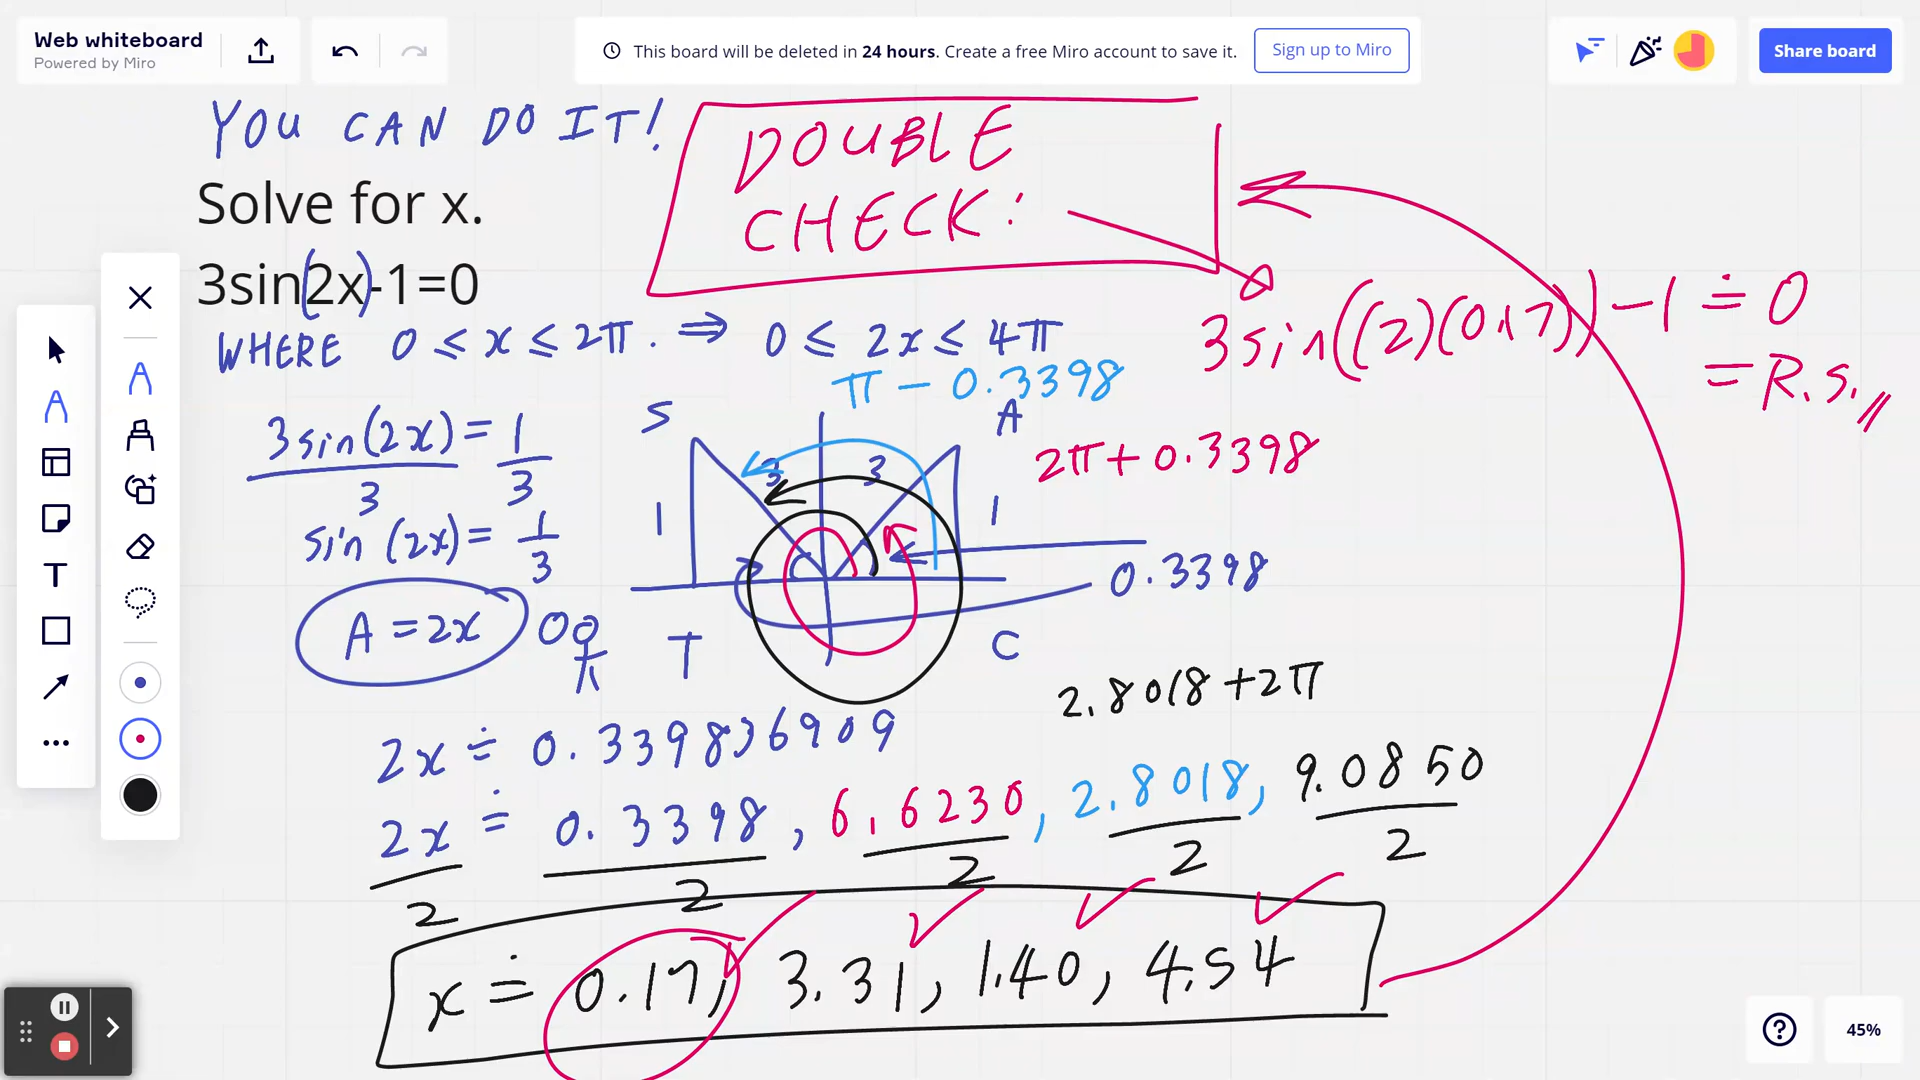 Web whiteboard
Powered by Miro
This board will be deleted in 24 hours. Create a free Miro account to save it.
Sign up to Miro
Share board
YOU CAN DO IT!
DOUBLE
CHECK:
Solve for x.
3sin(2x)-1=0
WHERE 0 ≤ x ≤ 2π. ⇒ 0 ≤ 2x ≤ 4π
3sin((2)(0.17))-1 ≐ 0
= R.S.
π - 0.3398
S
A
3sin(2x) = 1
3 3
3 3
2π + 0.3398
1 1
sin (2x) = 1/3
0.3398
A = 2x
T
C
2.8018 + 2π
2x ≐ 0.339836909
2x ≐ 0.3398, 6.6230, 2.8018, 9.0850
2 2 2 2 2
x ≐ 0.17, 3.31, 1.40, 4.54
T
45%